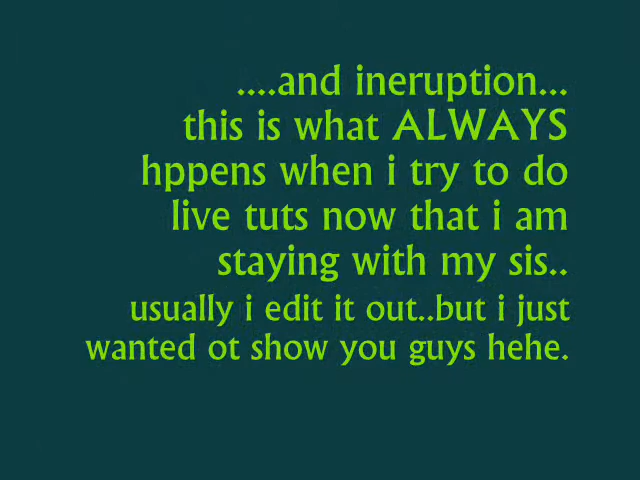 ....and ineruption...
this is what ALWAYS
hppens when i try to do
live tuts now that i am
staying with my sis..
usually i edit it out..but i just
wanted ot show you guys hehe.